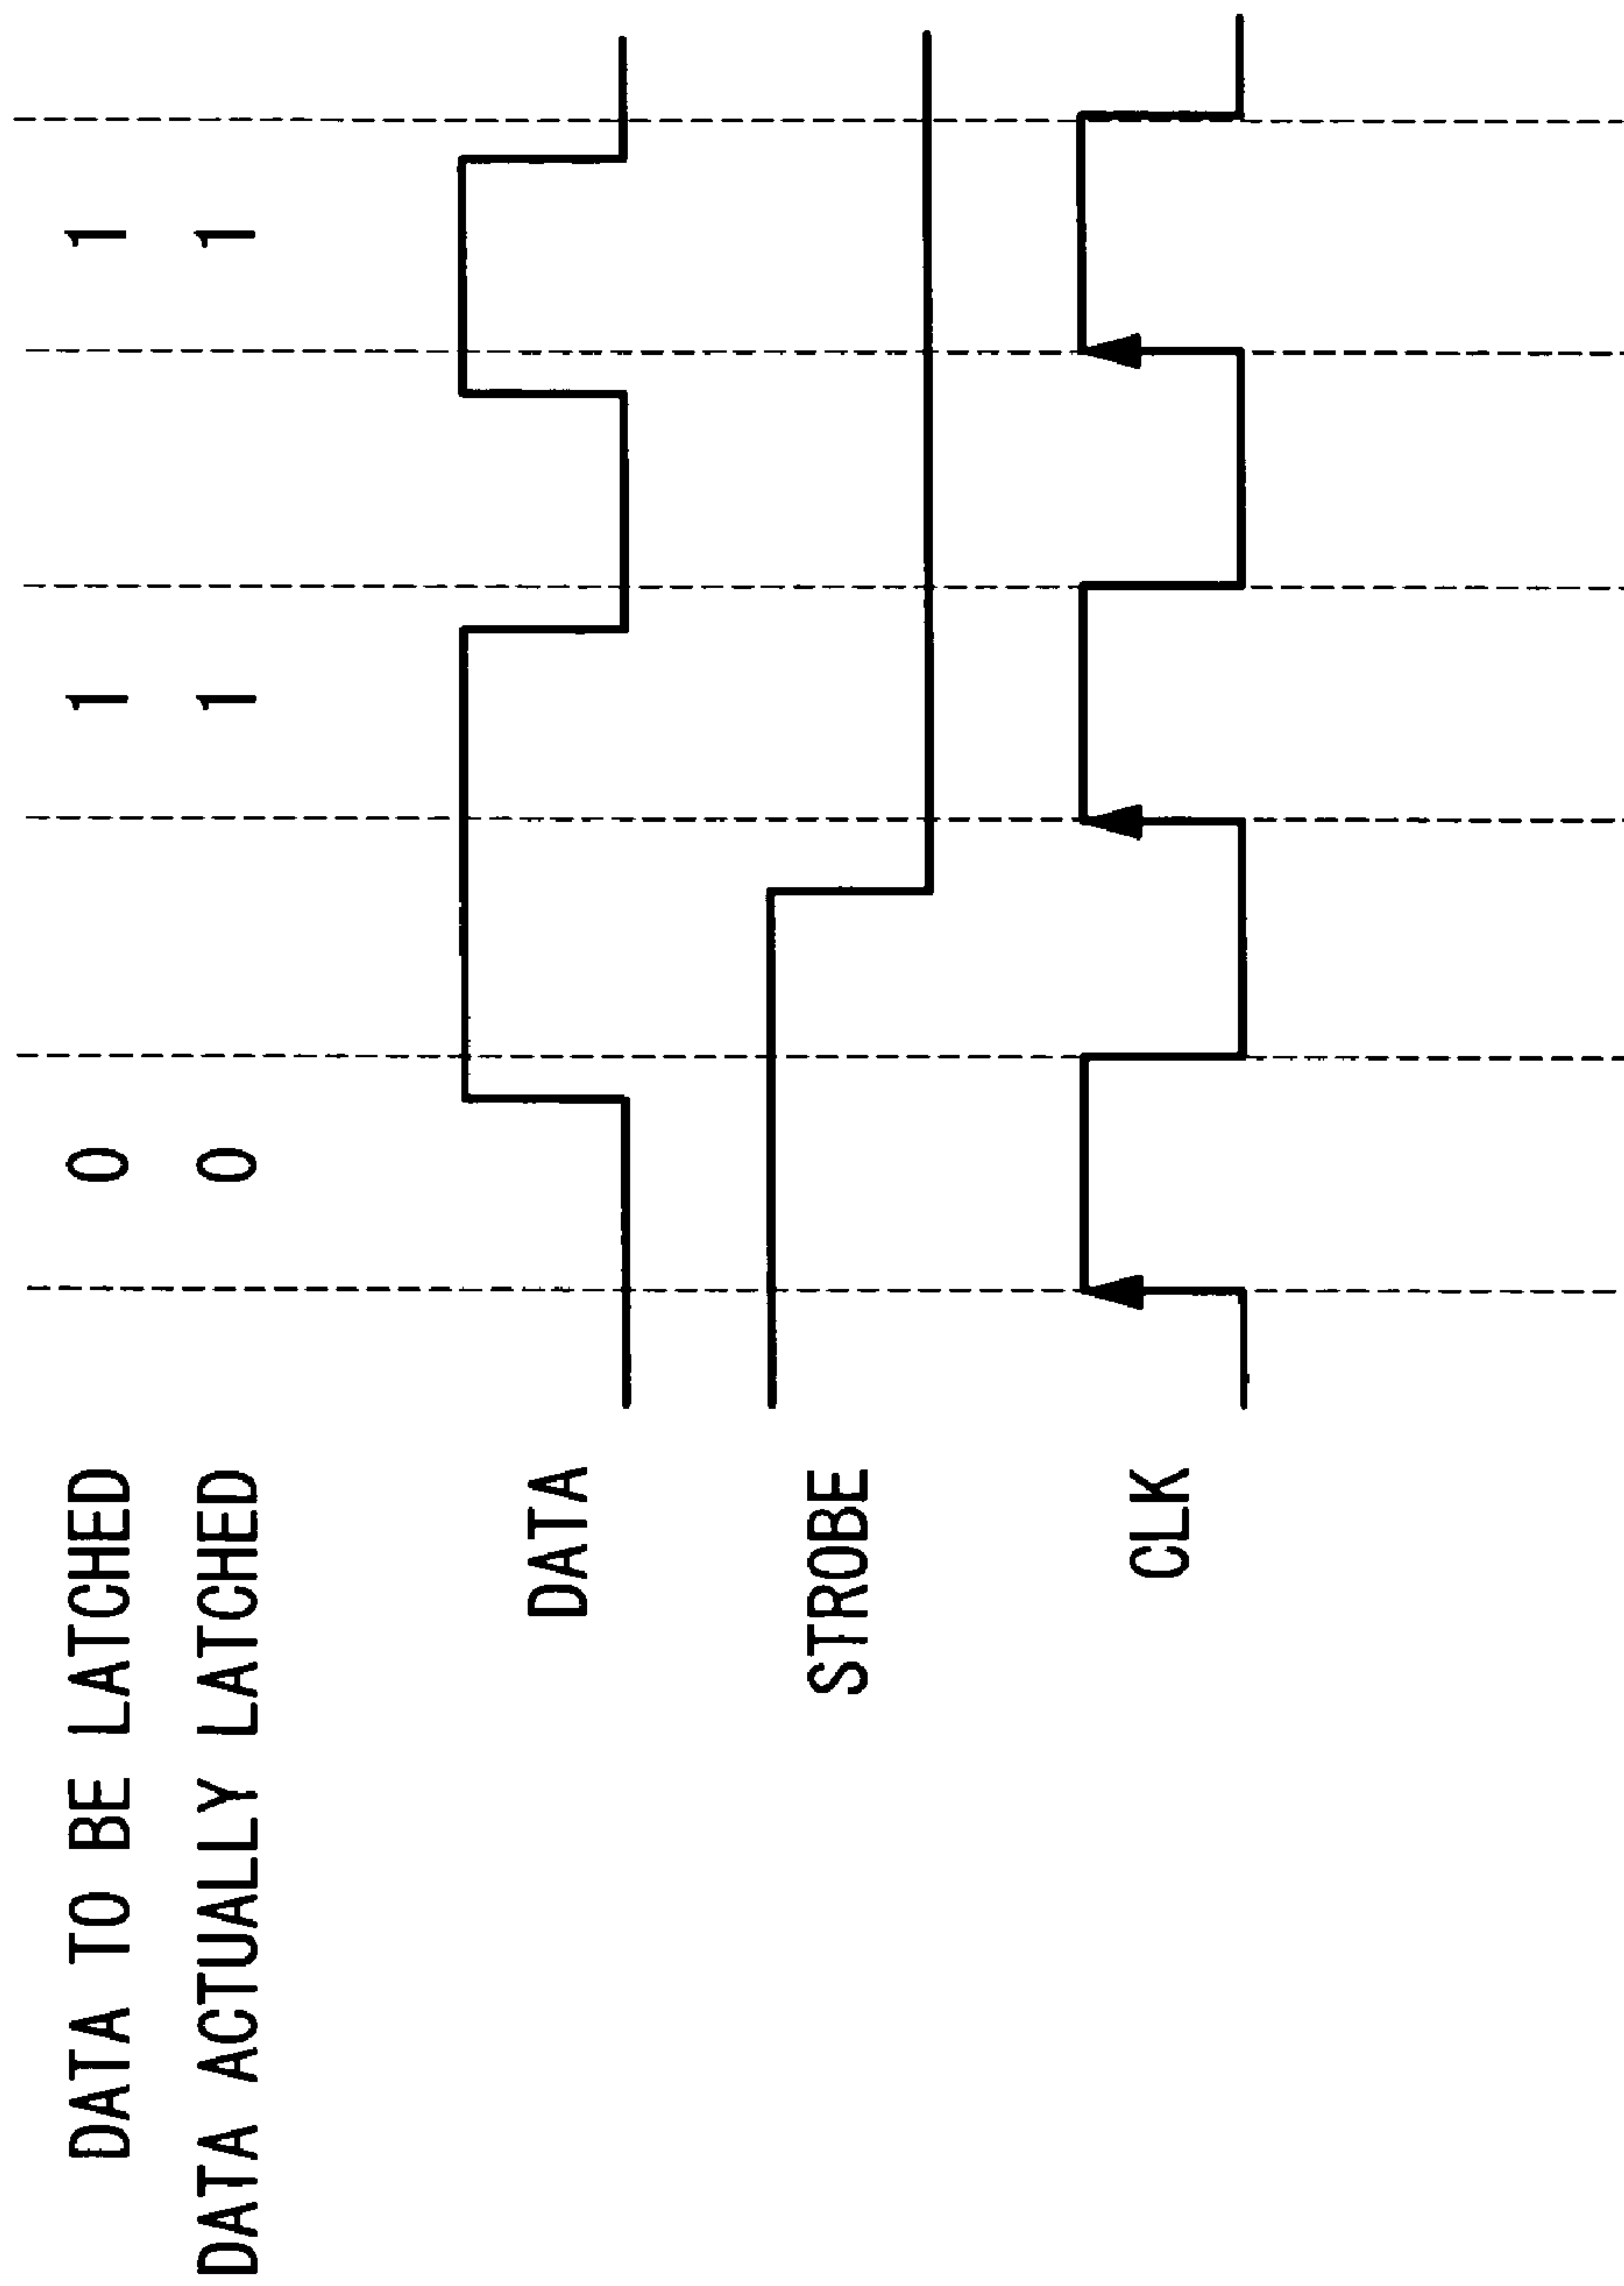 DATA TO BE LATCHED 0 1 1
DATA ACTUALLY LATCHED 0 1 1
DATA
STROBE
CLK